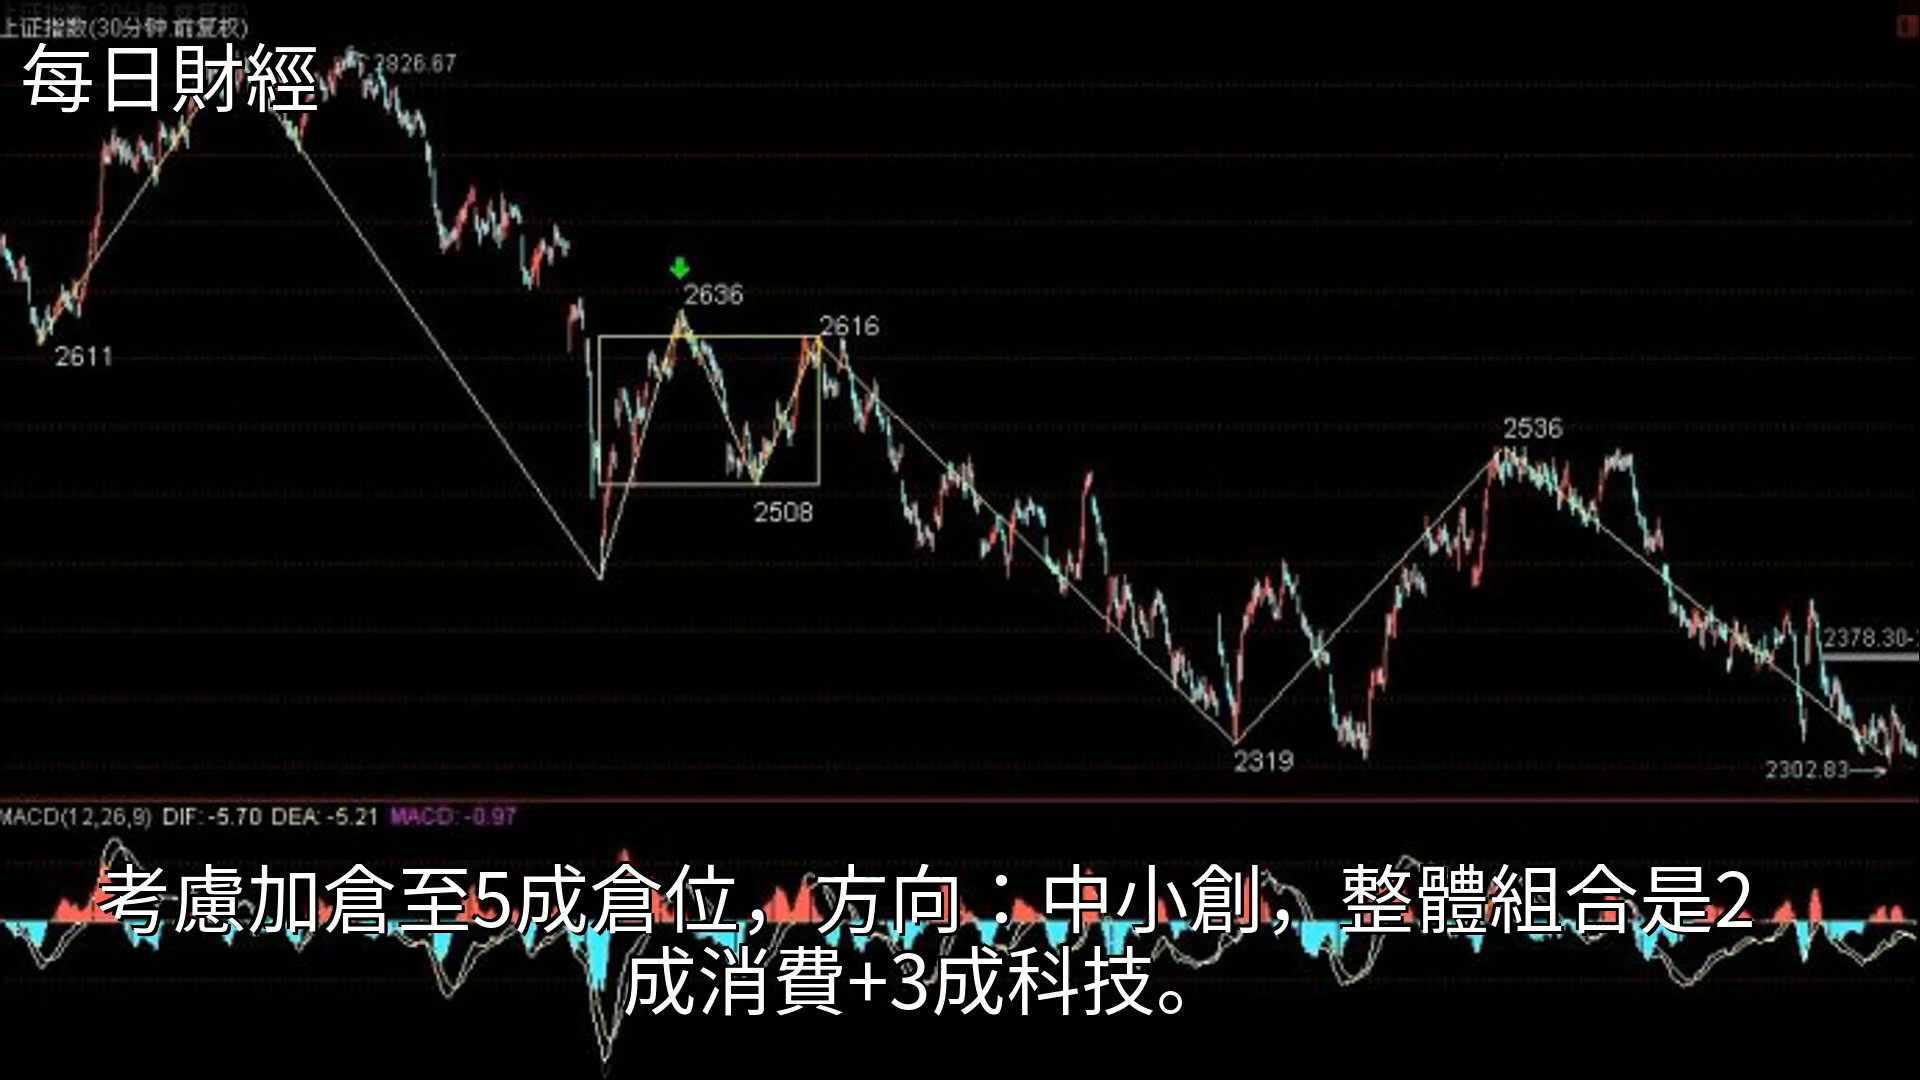 上证指数(30分钟.前复权)
每日財經
2826.67
2611
2636
2616
2508
2536
2378.30-
2319
2302.83
MACD(12,26,9) DIF: -5.70 DEA: -5.21 MACD: -0.97
考慮加倉至5成倉位，方向：中小創，整體組合是2
成消費+3成科技。